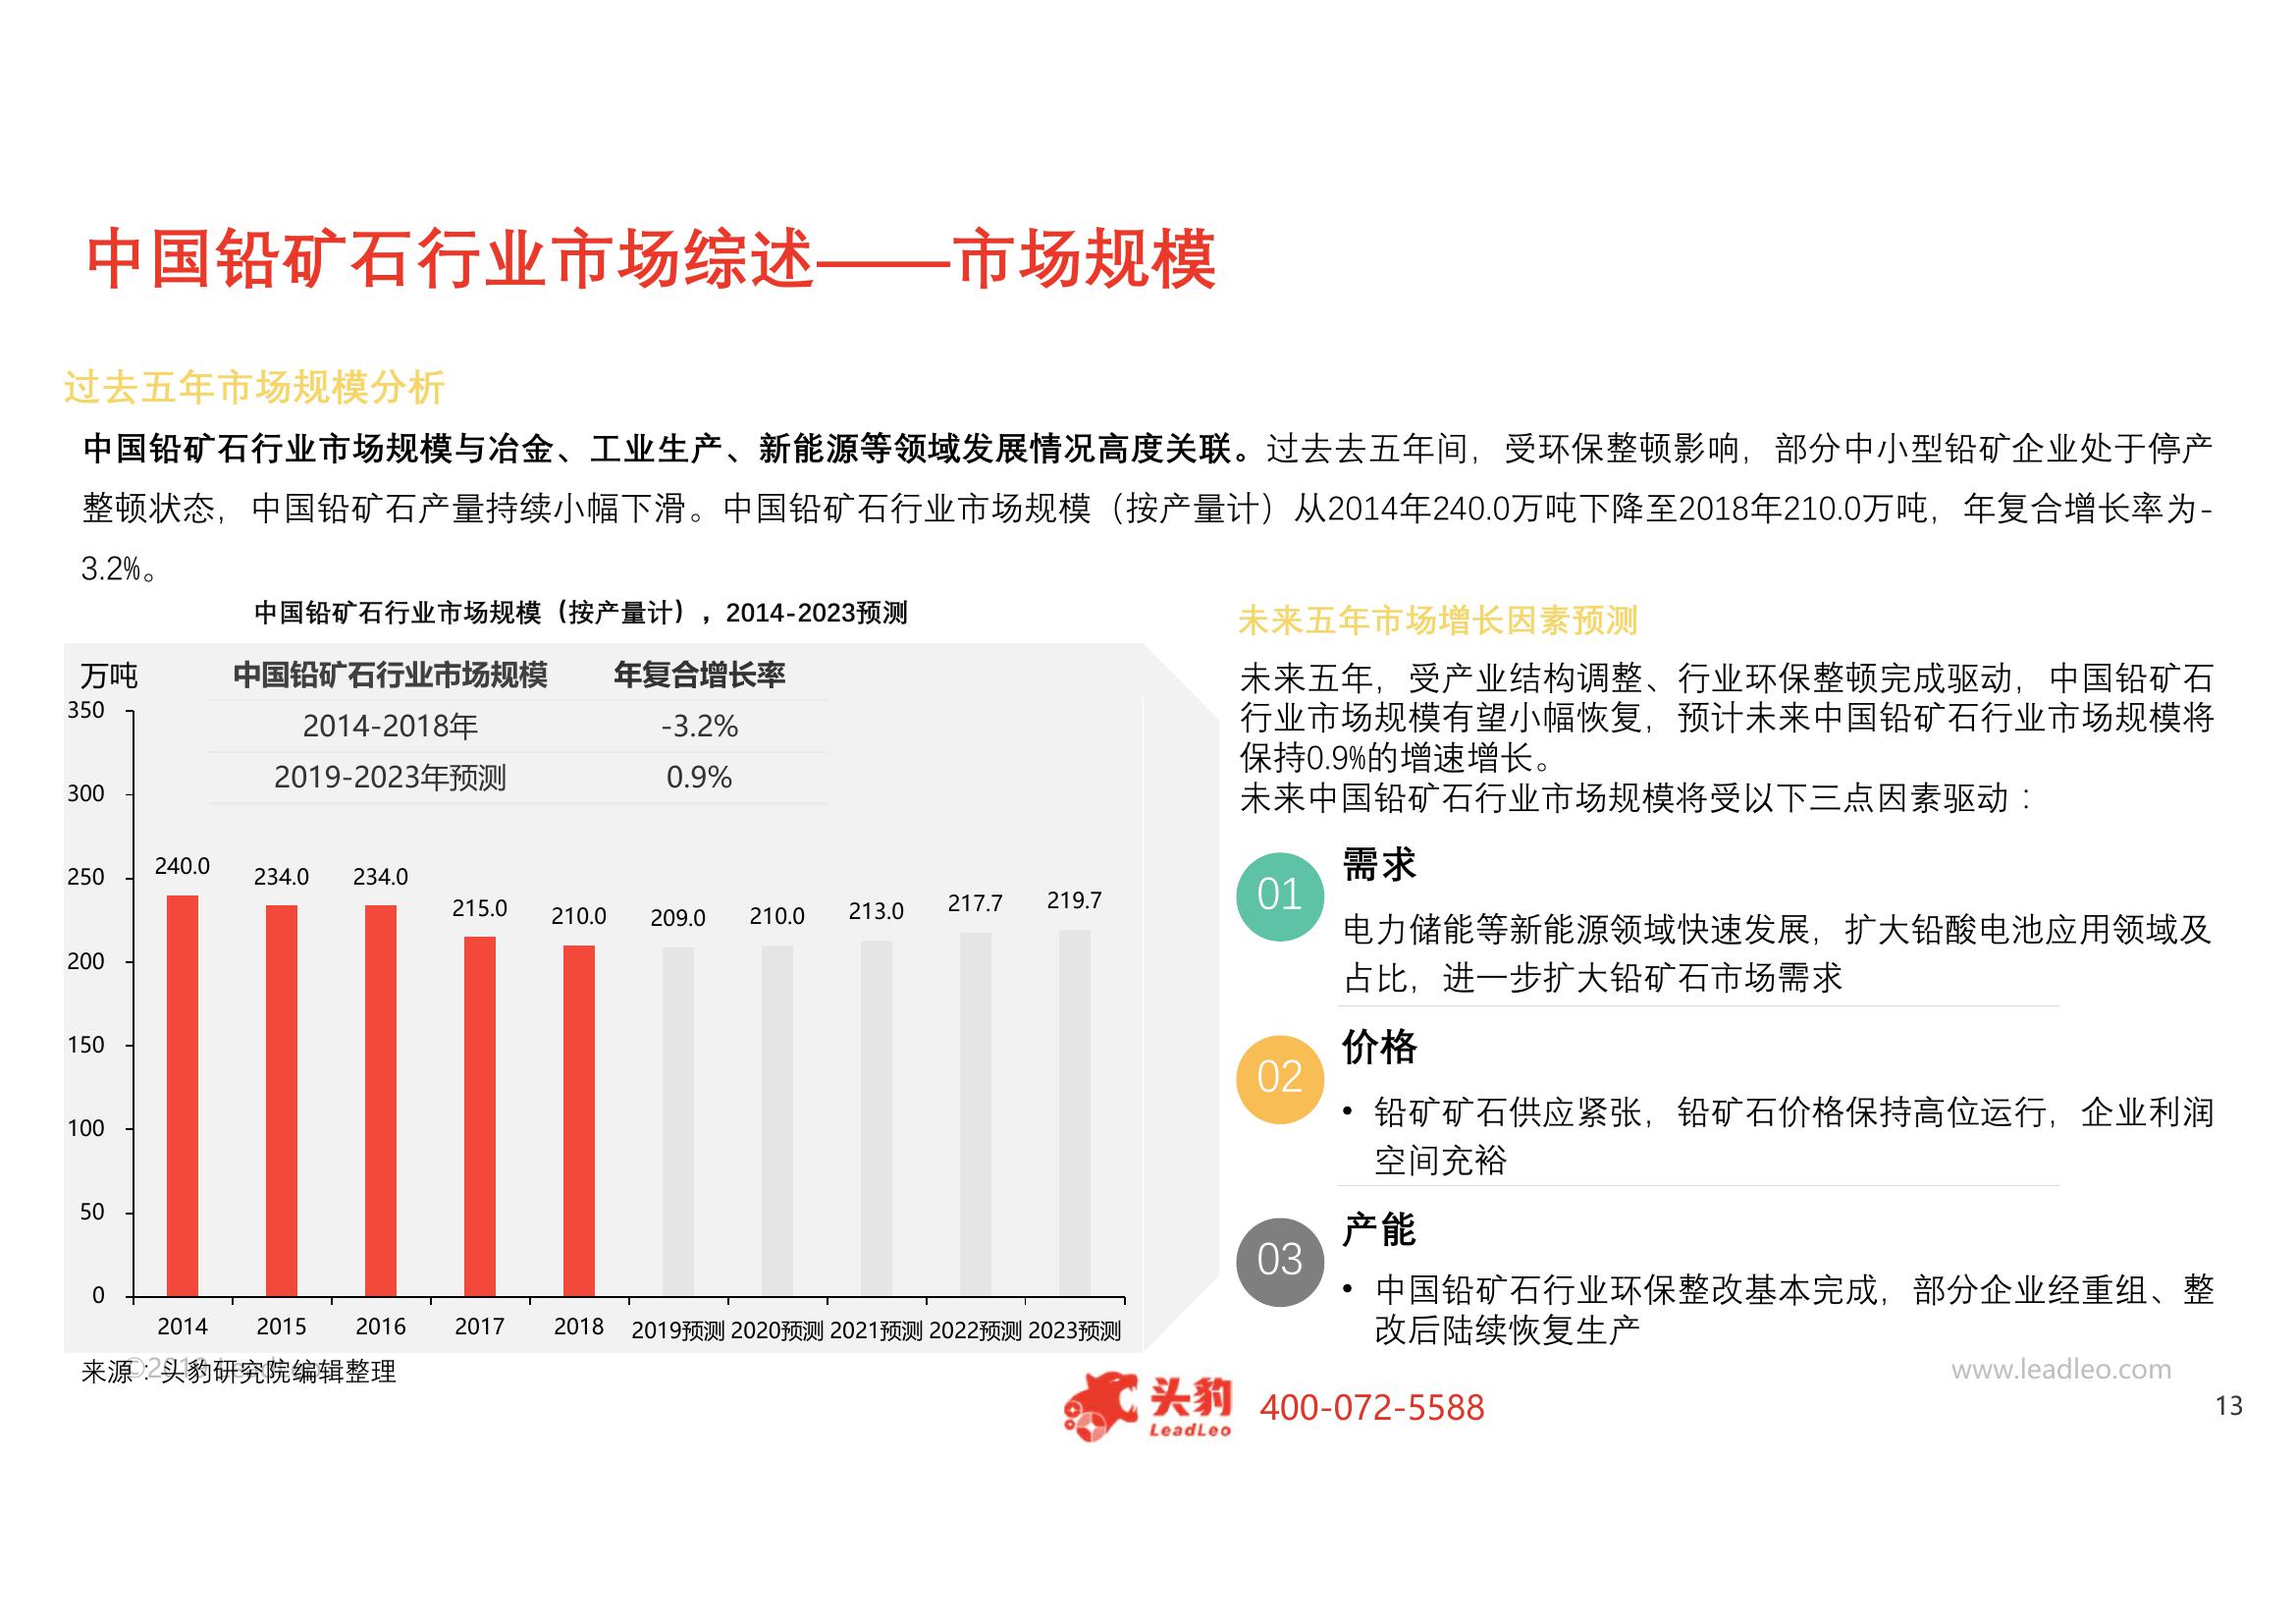 中国铅矿石行业市场综述——市场规模
过去五年市场规模分析
中国铅矿石行业市场规模与冶金、工业生产、新能源等领域发展情况高度关联。过去去五年间，受环保整顿影响，部分中小型铅矿企业处于停产
整顿状态，中国铅矿石产量持续小幅下滑。中国铅矿石行业市场规模（按产量计）从2014年240.0万吨下降至2018年210.0万吨，年复合增长率为-
3.2%。
中国铅矿石行业市场规模（按产量计），2014-2023预测
万吨
中国铅矿石行业市场规模 年复合增长率
2014-2018年 -3.2%
2019-2023年预测 0.9%
350
300
250
200
150
100
50
0
240.0 234.0 234.0 215.0 210.0 209.0 210.0 213.0 217.7 219.7
2014 2015 2016 2017 2018 2019预测 2020预测 2021预测 2022预测 2023预测
来源：头豹研究院编辑整理
未来五年市场增长因素预测
未来五年，受产业结构调整、行业环保整顿完成驱动，中国铅矿石
行业市场规模有望小幅恢复，预计未来中国铅矿石行业市场规模将
保持0.9%的增速增长。
未来中国铅矿石行业市场规模将受以下三点因素驱动：
01
需求
电力储能等新能源领域快速发展，扩大铅酸电池应用领域及
占比，进一步扩大铅矿石市场需求
02
价格
• 铅矿矿石供应紧张，铅矿石价格保持高位运行，企业利润
空间充裕
03
产能
• 中国铅矿石行业环保整改基本完成，部分企业经重组、整
改后陆续恢复生产
www.leadleo.com
头豹
LeadLeo
400-072-5588
13